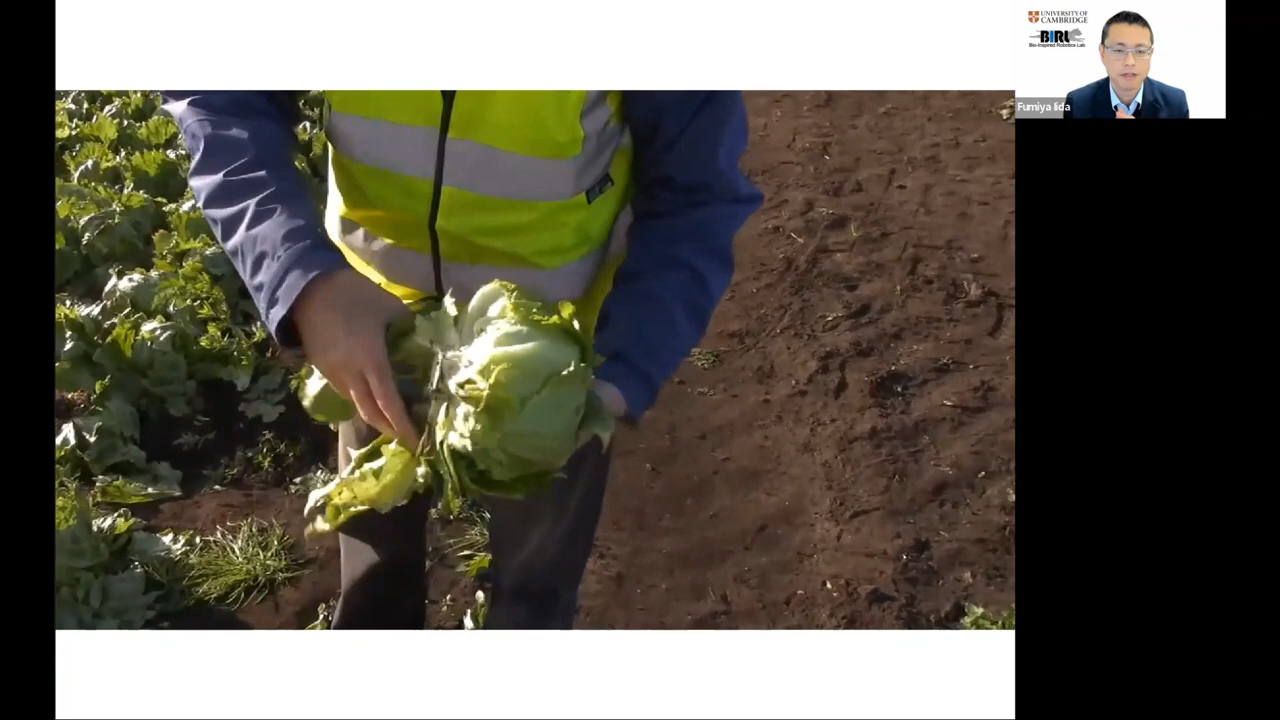 UNIVERSITY OF
CAMBRIDGE
BIRL
Bio-Inspired Robotics Lab
Fumiya Iida